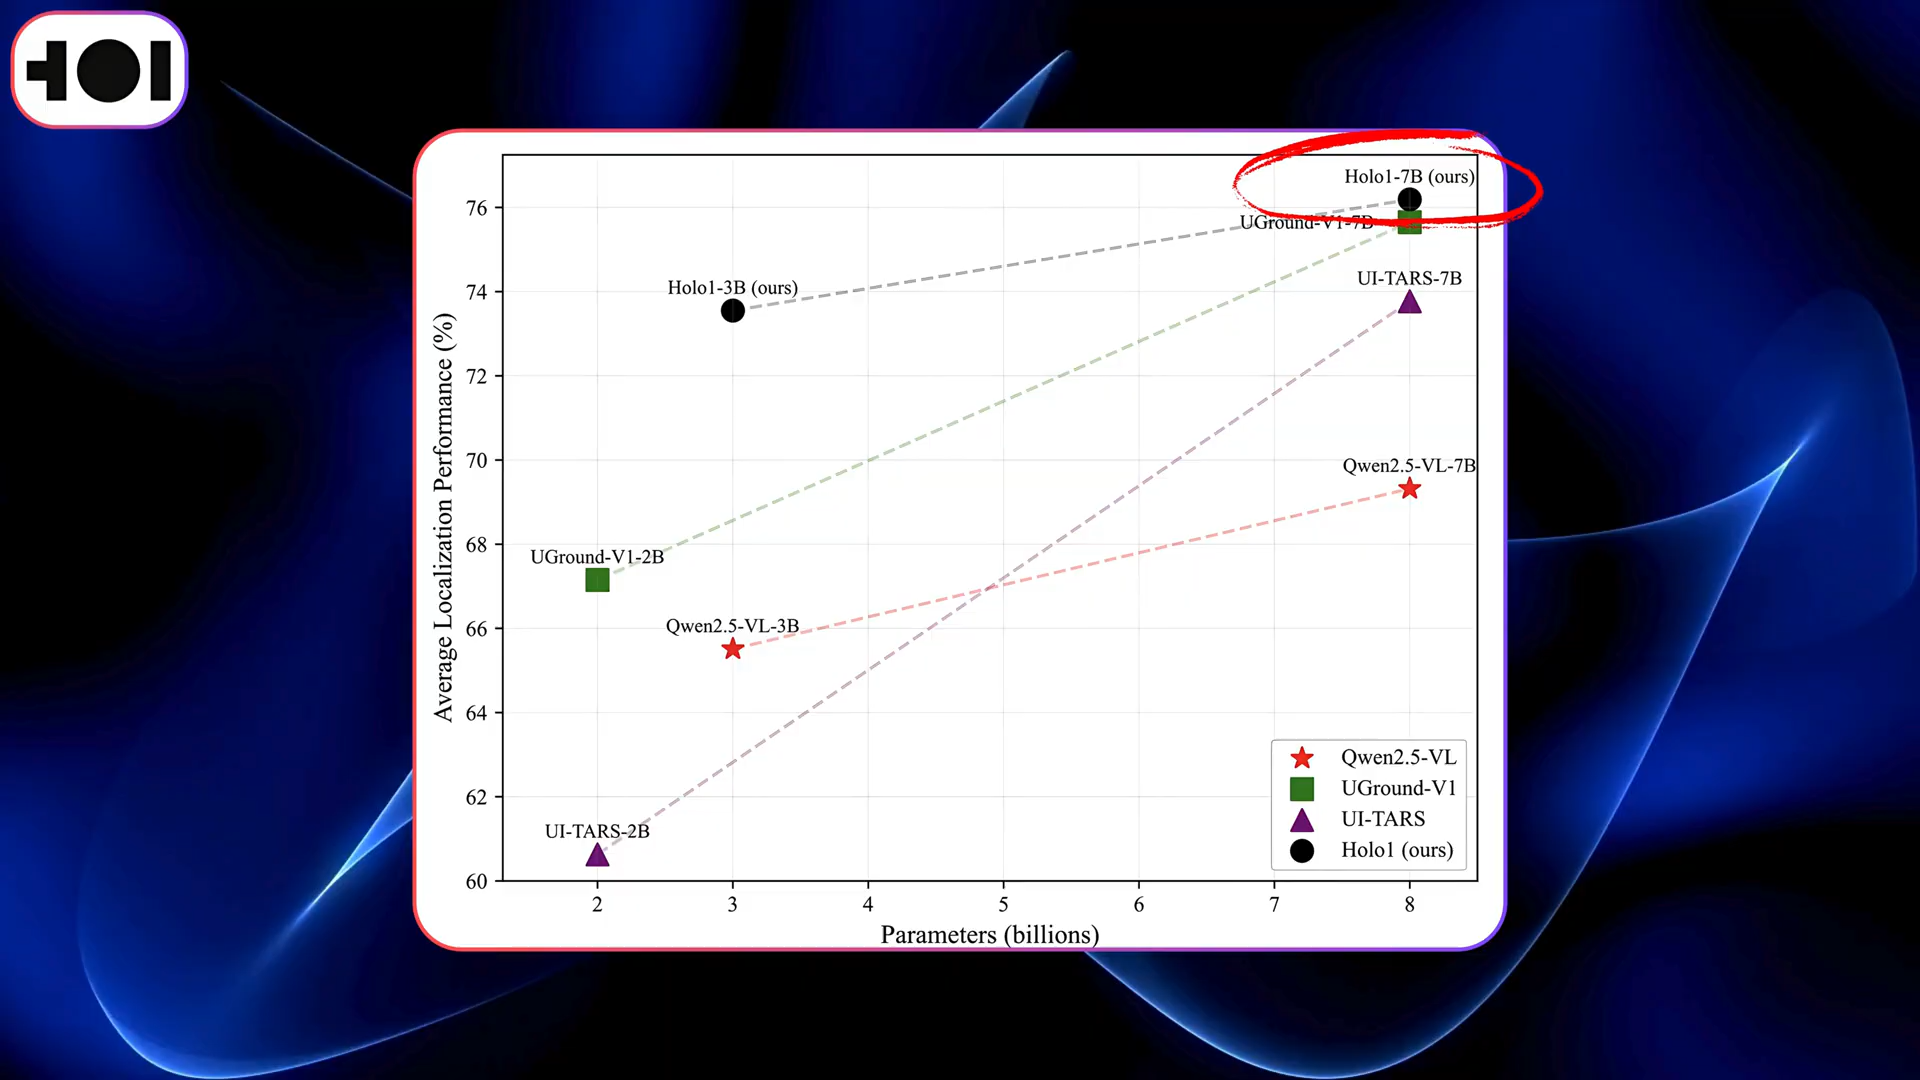 Holo1-7B (ours)
76
UGround-V1-7B
UI-TARS-7B
Holo1-3B (ours)
74
72
Qwen2.5-VL-7B
70
UGround-V1-2B
68
Qwen2.5-VL-3B
66
64
62
UI-TARS-2B
60
Average Localization Performance (%)
Qwen2.5-VL
UGround-V1
UI-TARS
Holo1 (ours)
2 3 4 5 6 7 8
Parameters (billions)